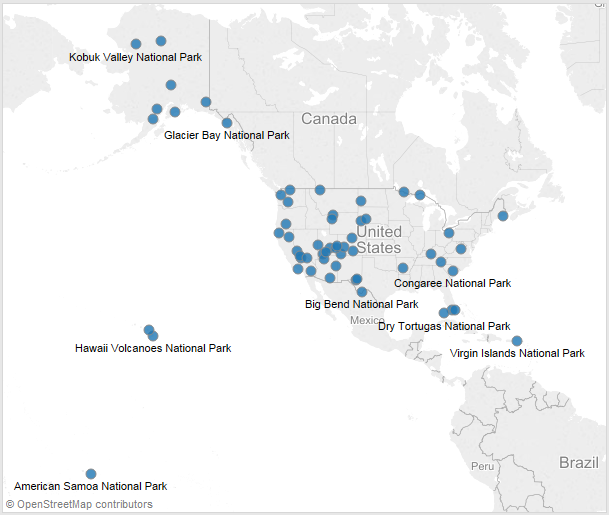 Kobuk Valley National Park
Canada
Glacier Bay National Park
United
States
Congaree National Park
Big Bend National Park
Mexico
Dry Tortugas National Park
Hawaii Volcanoes National Park
Virgin Islands National Park
Peru
Brazil
American Samoa National Park
© OpenStreetMap contributors